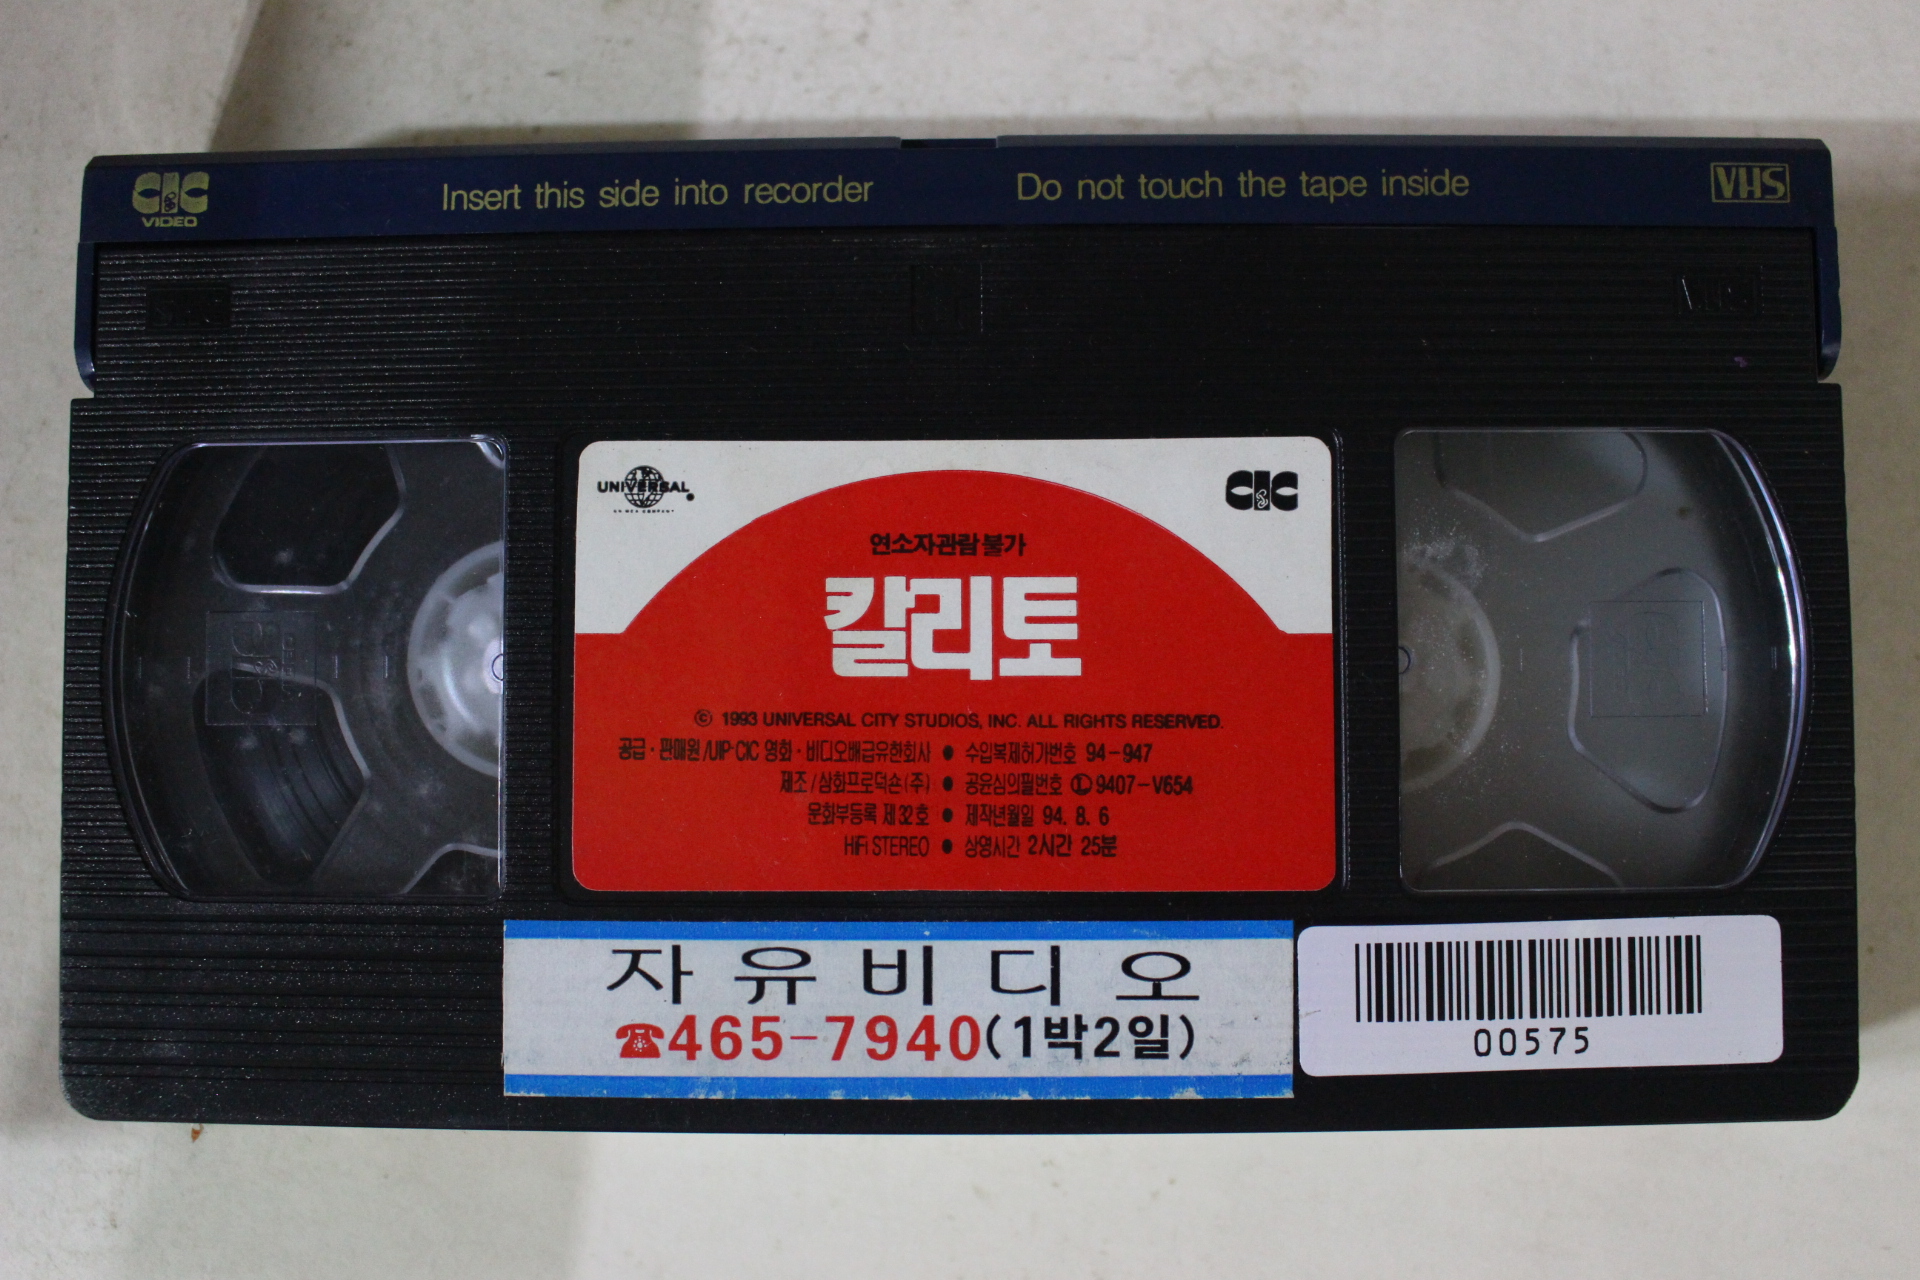 CIC
VIDEO
Insert this side into recorder
Do not touch the tape inside
VHS
UNIVERSAL
CIC
연소자관람불가
칼리토
© 1993 UNIVERSAL CITY STUDIOS, INC. ALL RIGHTS RESERVED.
공급·판매원/UIP·CIC 영화·비디오배급유한회사 ● 수입복제허가번호 94-947
제조/삼화프로덕숀(주) ● 공윤심의필번호 9407-V654
문화부등록 제32호 ● 제작년월일 94. 8. 6
HiFi STEREO ● 상영시간 2시간 25분
자유비디오
☎465-7940(1박2일)
00575